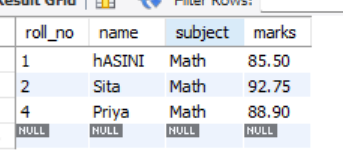 Result Grid Filter Rows:
roll_no name subject marks
1 hASINI Math 85.50
2 Sita Math 92.75
4 Priya Math 88.90
NULL NULL NULL NULL